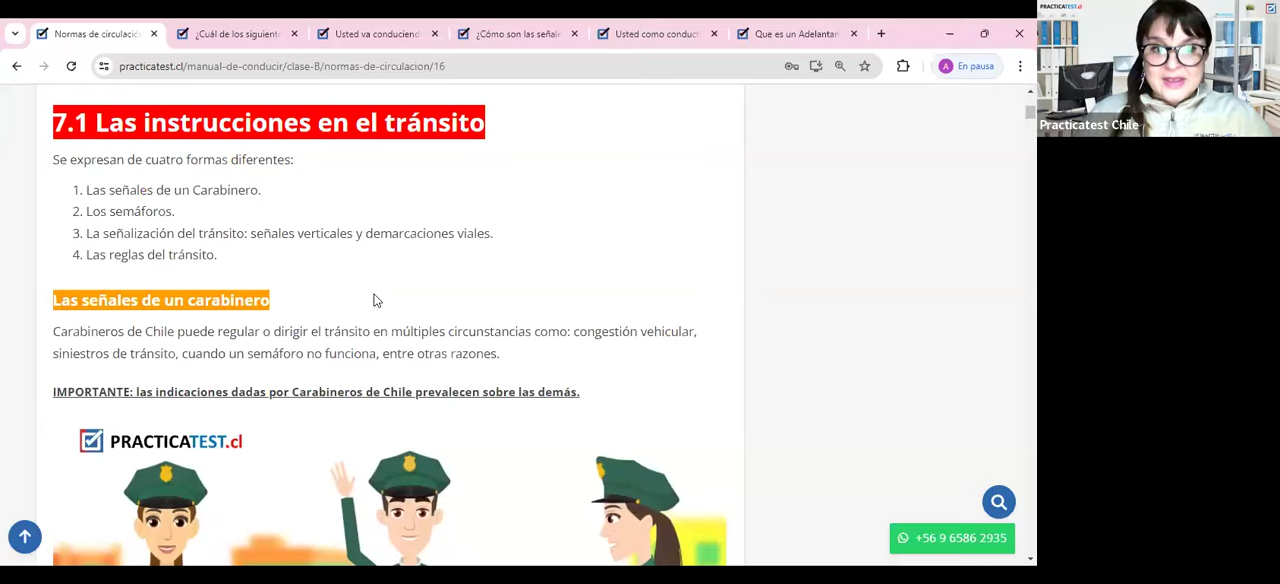 Normas de circulació
¿Cuál de los siguient
Usted va conduciend
¿Cómo son las señale
Usted como conduct
Que es un Adelantar
practicatest.cl/manual-de-conducir/clase-B/normas-de-circulacion/16
A
En pausa
PRACTICATEST.cl
Practicatest Chile
7.1 Las instrucciones en el tránsito
Se expresan de cuatro formas diferentes:
1. Las señales de un Carabinero.
2. Los semáforos.
3. La señalización del tránsito: señales verticales y demarcaciones viales.
4. Las reglas del tránsito.
Las señales de un carabinero
Carabineros de Chile puede regular o dirigir el tránsito en múltiples circunstancias como: congestión vehicular,
siniestros de tránsito, cuando un semáforo no funciona, entre otras razones.
IMPORTANTE: las indicaciones dadas por Carabineros de Chile prevalecen sobre las demás.
PRACTICATEST.cl
+56 9 6586 2935